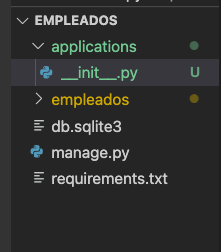 EMPLEADOS
applications
__init__.py U
empleados
db.sqlite3
manage.py
requirements.txt